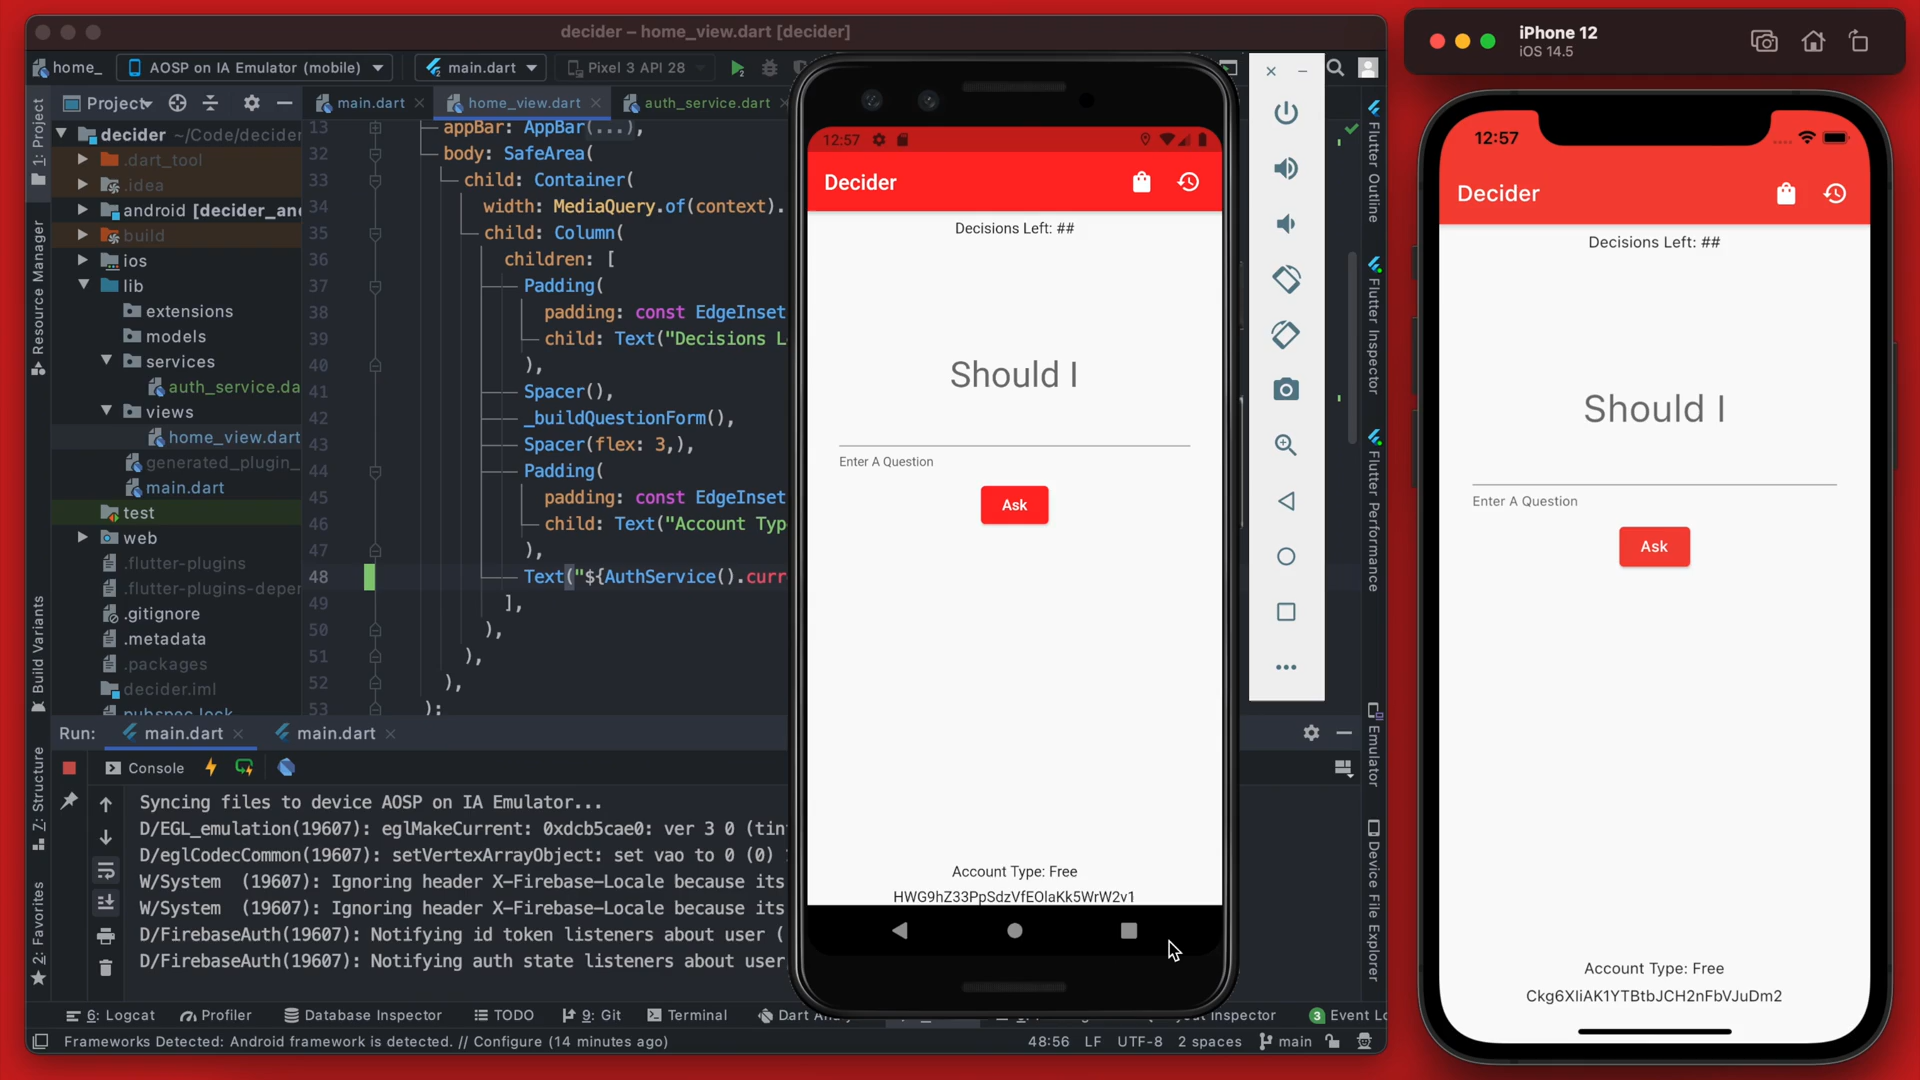 decider – home_view.dart [decider]
home_
AOSP on IA Emulator (mobile)
main.dart
Pixel 3 API 28
Project
main.dart
home_view.dart
auth_service.dart
1: Project
Resource Manager
Build Variants
Z: Structure
2: Favorites
decider ~/Code/decider
.dart_tool
.idea
android [decider_and
build
ios
lib
extensions
models
services
auth_service.da
views
home_view.dart
generated_plugin_
main.dart
test
web
.flutter-plugins
.flutter-plugins-deper
.gitignore
.metadata
.packages
decider.iml
pubspec.lock
13 appBar: AppBar(...),
32 body: SafeArea(
33 child: Container(
34 width: MediaQuery.of(context).
35 child: Column(
36 children: [
37 Padding(
38 padding: const EdgeInset
39 child: Text("Decisions L
40 ),
41 Spacer(),
42 _buildQuestionForm(),
43 Spacer(flex: 3,),
44 Padding(
45 padding: const EdgeInset
46 child: Text("Account Typ
47 ),
48 Text("${AuthService().curr
49 ],
50 ),
51 ),
52 ),
53 );
Run:
main.dart
main.dart
Console
Syncing files to device AOSP on IA Emulator...
D/EGL_emulation(19607): eglMakeCurrent: 0xdcb5cae0: ver 3 0 (tin
D/eglCodecCommon(19607): setVertexArrayObject: set vao to 0 (0)
W/System  (19607): Ignoring header X-Firebase-Locale because its
W/System  (19607): Ignoring header X-Firebase-Locale because its
D/FirebaseAuth(19607): Notifying id token listeners about user (
D/FirebaseAuth(19607): Notifying auth state listeners about user
6: Logcat
Profiler
Database Inspector
TODO
9: Git
Terminal
Dart Ana
Inspector
3 Event Lo
Frameworks Detected: Android framework is detected. // Configure (14 minutes ago)
48:56
LF
UTF-8
2 spaces
main
Flutter Outline
Flutter Inspector
Flutter Performance
Emulator
Device File Explorer
12:57
Decider
Decisions Left: ##
Should I
Enter A Question
Ask
Account Type: Free
HWG9hZ33PpSdzVfEOlaKk5WrW2v1
iPhone 12
iOS 14.5
12:57
Decider
Decisions Left: ##
Should I
Enter A Question
Ask
Account Type: Free
Ckg6XIiAK1YTBtbJCH2nFbVJuDm2